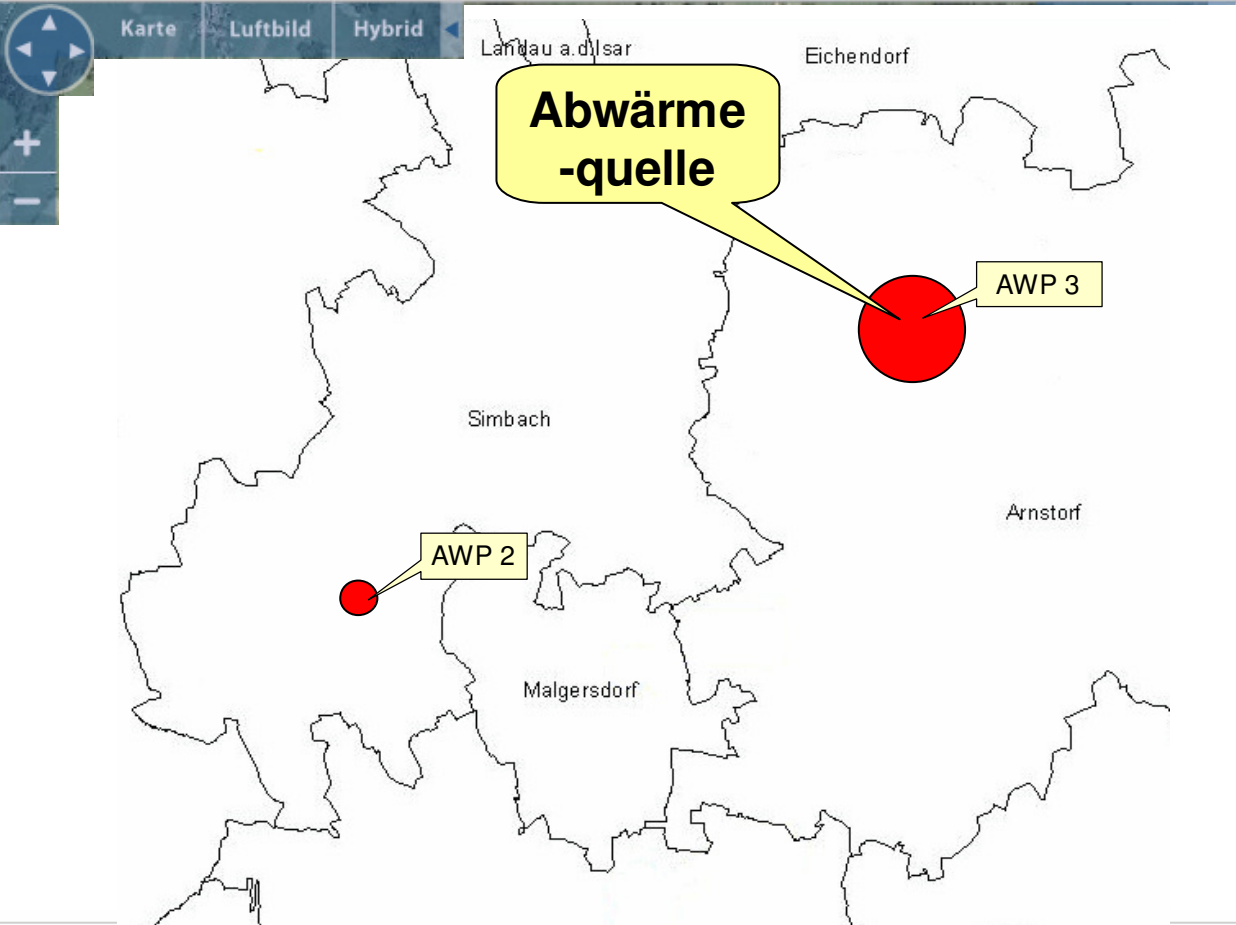 Karte Luftbild Hybrid
Landau a.d.Isar
Eichendorf
Abwärme
-quelle
AWP 3
Simbach
Arnstorf
AWP 2
Malgersdorf